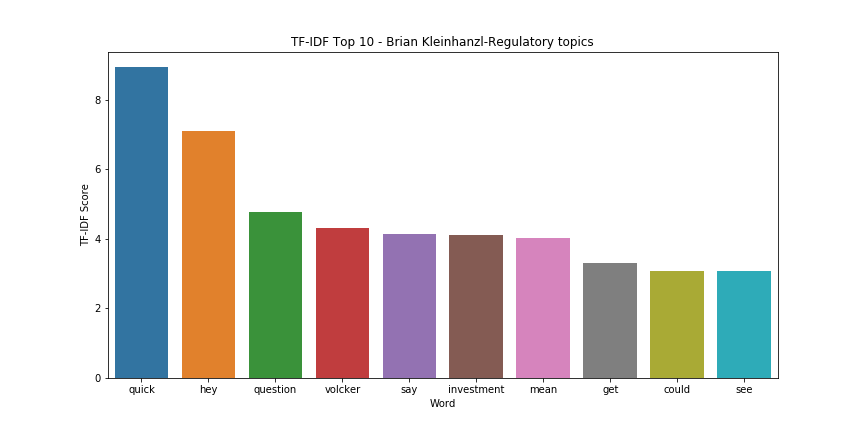 TF-IDF Top 10 - Brian Kleinhanzl-Regulatory topics
TF-IDF Score
8
6
4
2
0
quick hey question volcker say investment mean get could see
Word